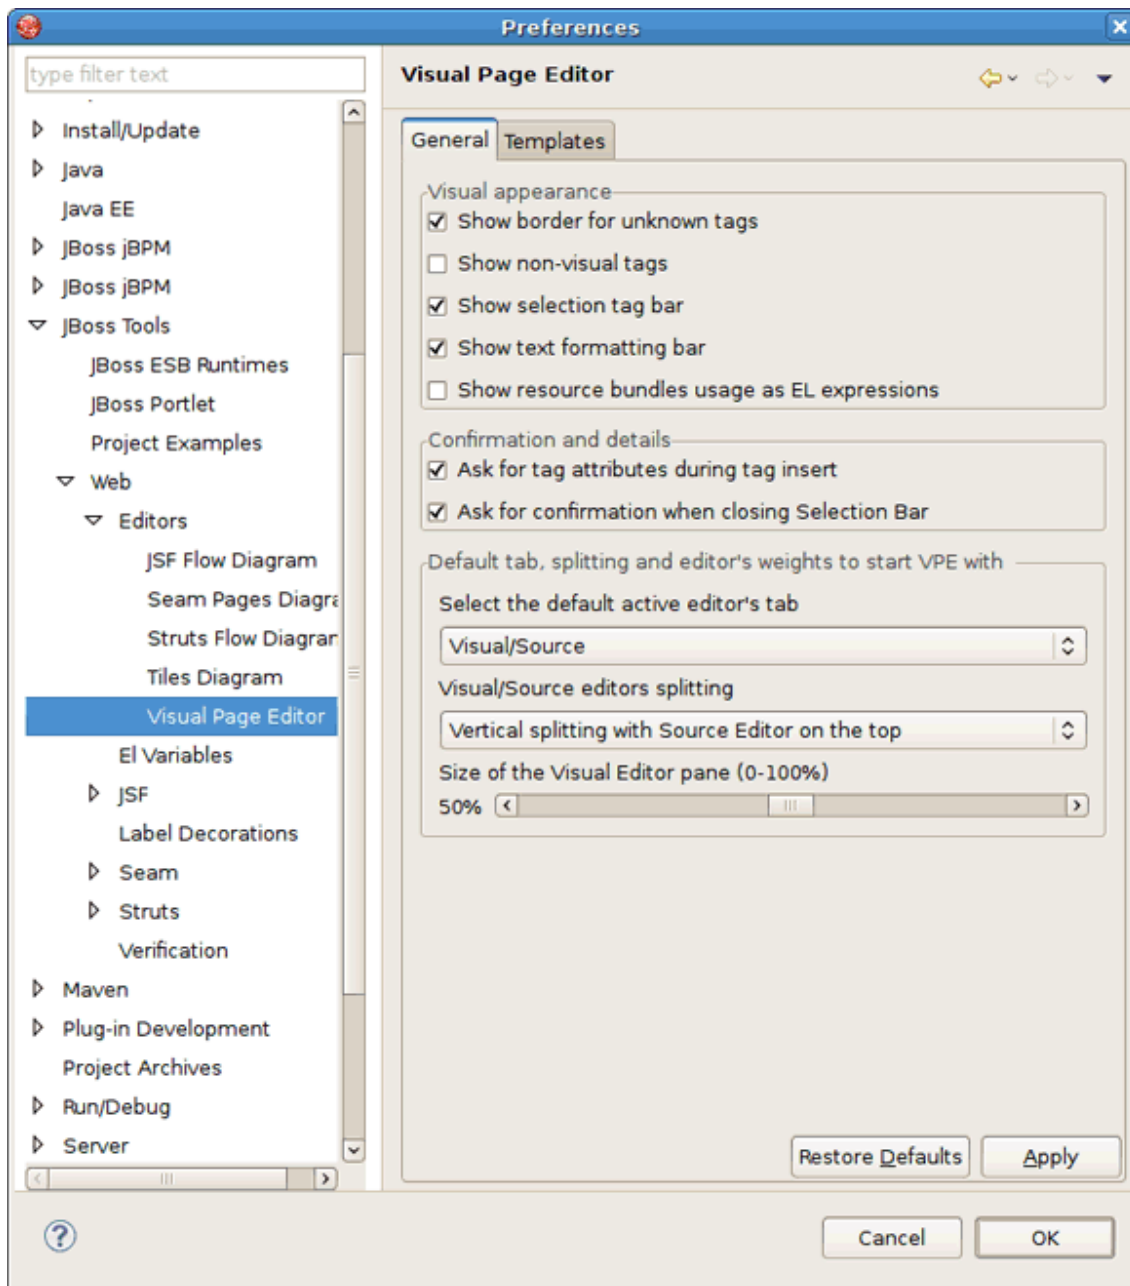 Preferences
type filter text
Install/Update
Java
Java EE
JBoss jBPM
JBoss jBPM
JBoss Tools
JBoss ESB Runtimes
JBoss Portlet
Project Examples
Web
Editors
JSF Flow Diagram
Seam Pages Diagra
Struts Flow Diagran
Tiles Diagram
Visual Page Editor
El Variables
JSF
Label Decorations
Seam
Struts
Verification
Maven
Plug-in Development
Project Archives
Run/Debug
Server
Visual Page Editor
General Templates
Visual appearance
Show border for unknown tags
Show non-visual tags
Show selection tag bar
Show text formatting bar
Show resource bundles usage as EL expressions
Confirmation and details
Ask for tag attributes during tag insert
Ask for confirmation when closing Selection Bar
Default tab, splitting and editor's weights to start VPE with
Select the default active editor's tab
Visual/Source
Visual/Source editors splitting
Vertical splitting with Source Editor on the top
Size of the Visual Editor pane (0-100%)
50%
Restore Defaults Apply
Cancel OK